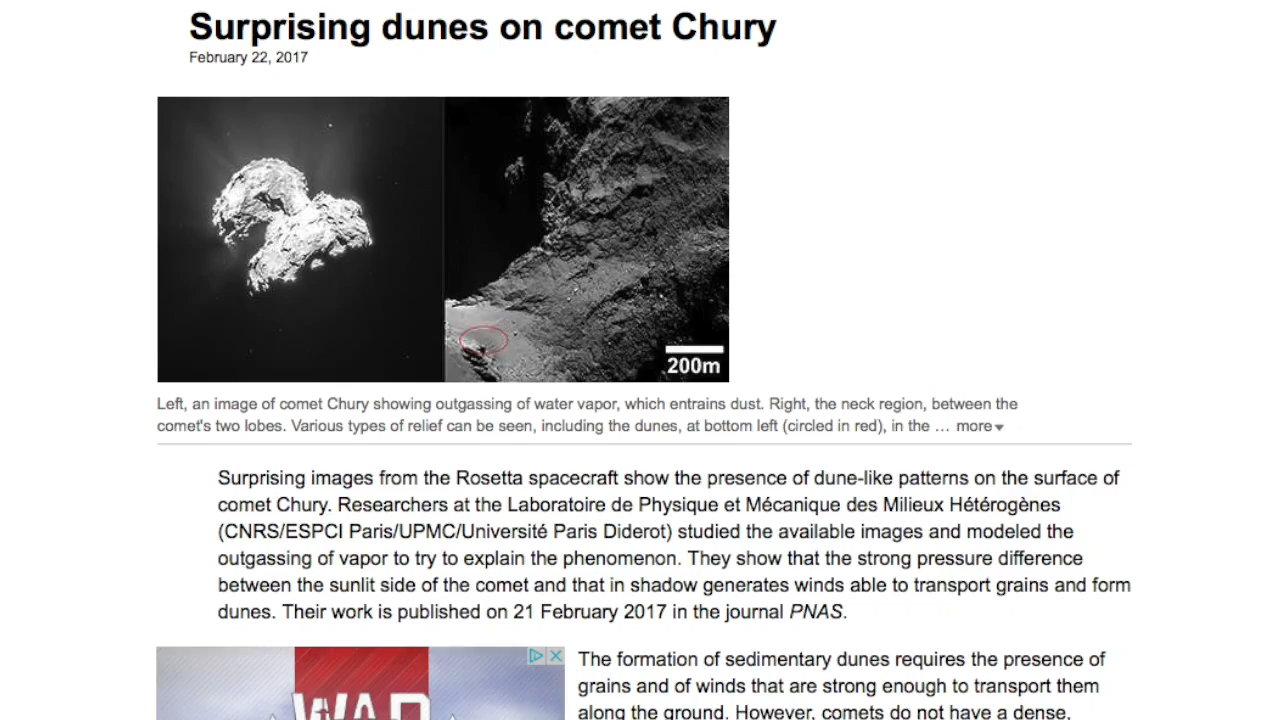 Surprising dunes on comet Chury
February 22, 2017
200m
Left, an image of comet Chury showing outgassing of water vapor, which entrains dust. Right, the neck region, between the
comet's two lobes. Various types of relief can be seen, including the dunes, at bottom left (circled in red), in the … more
Surprising images from the Rosetta spacecraft show the presence of dune-like patterns on the surface of
comet Chury. Researchers at the Laboratoire de Physique et Mécanique des Milieux Hétérogènes
(CNRS/ESPCI Paris/UPMC/Université Paris Diderot) studied the available images and modeled the
outgassing of vapor to try to explain the phenomenon. They show that the strong pressure difference
between the sunlit side of the comet and that in shadow generates winds able to transport grains and form
dunes. Their work is published on 21 February 2017 in the journal PNAS.
WAR
The formation of sedimentary dunes requires the presence of
grains and of winds that are strong enough to transport them
along the ground. However, comets do not have a dense,